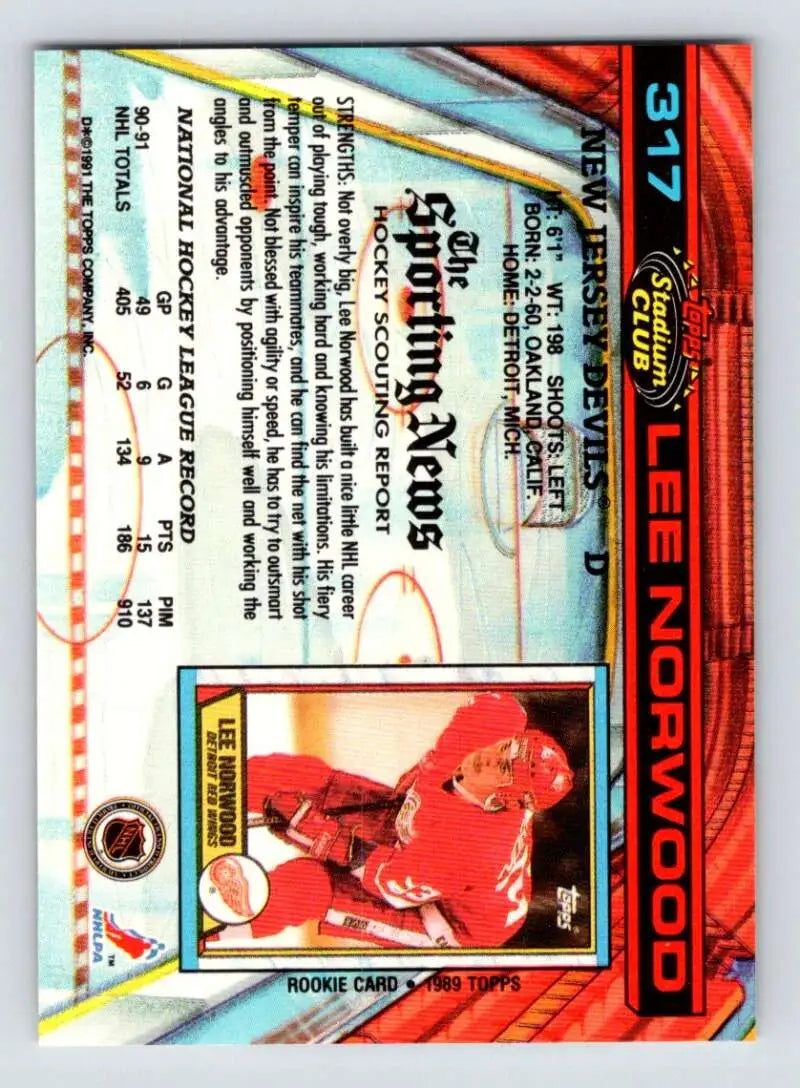 317
Topps
Stadium
CLUB
LEE NORWOOD
NEW JERSEY DEVILS® D
HT: 6'1" WT: 198 SHOOTS: LEFT
BORN: 2-2-60, OAKLAND, CALIF.
HOME: DETROIT, MICH.
The
Sporting News
HOCKEY SCOUTING REPORT
STRENGTHS: Not overly big, Lee Norwood has built a nice little NHL career
out of playing tough, working hard and knowing his limitations. His fiery
temper can inspire his teammates, and he can find the net with his shot
from the point. Not blessed with agility or speed, he has to try to outsmart
and outmuscled opponents by positioning himself well and working the
angles to his advantage.
NATIONAL HOCKEY LEAGUE RECORD
GP G A PTS PIM
90-91 49 6 9 15 137
NHL TOTALS 405 52 134 186 910
D*©1991 THE TOPPS COMPANY, INC.
topps®
LEE NORWOOD
DETROIT RED WINGS
®
ROOKIE CARD • 1989 TOPPS
NHL
NHLPA
™